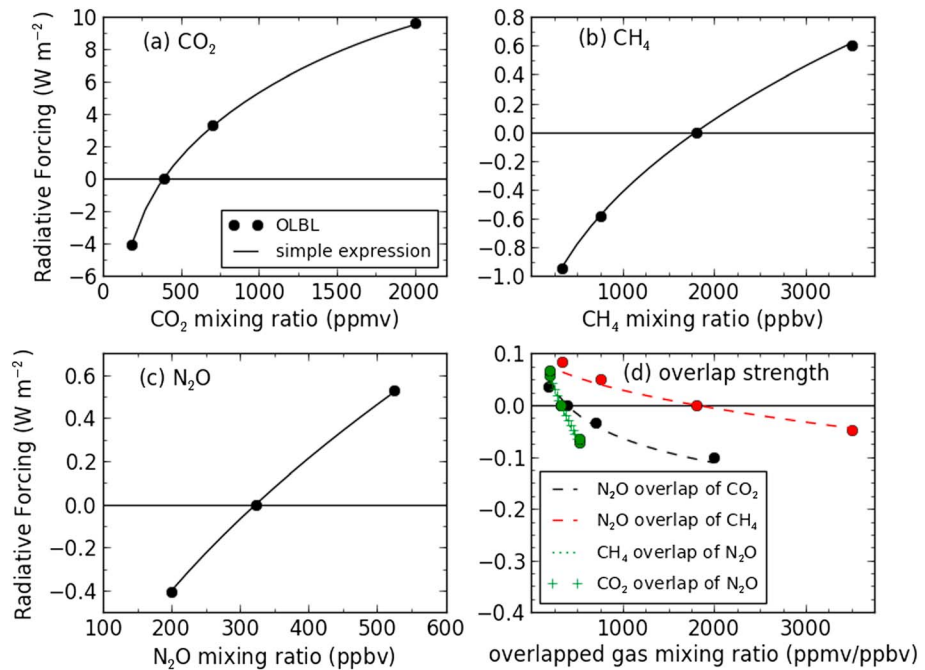 Radiative Forcing (W m⁻²)
10
8
6
4
2
0
−2
−4
−6
(a) CO₂
OLBL
simple expression
0 500 1000 1500 2000
CO₂ mixing ratio (ppmv)
0.8
0.6
0.4
0.2
0.0
−0.2
−0.4
−0.6
−0.8
−1.0
(b) CH₄
1000 2000 3000
CH₄ mixing ratio (ppbv)
Radiative Forcing (W m⁻²)
0.6
0.4
0.2
0.0
−0.2
−0.4
(c) N₂O
100 200 300 400 500 600
N₂O mixing ratio (ppbv)
0.1
0.0
−0.1
−0.1
−0.2
−0.3
−0.4
(d) overlap strength
N₂O overlap of CO₂
N₂O overlap of CH₄
CH₄ overlap of N₂O
CO₂ overlap of N₂O
1000 2000 3000
overlapped gas mixing ratio (ppmv/ppbv)